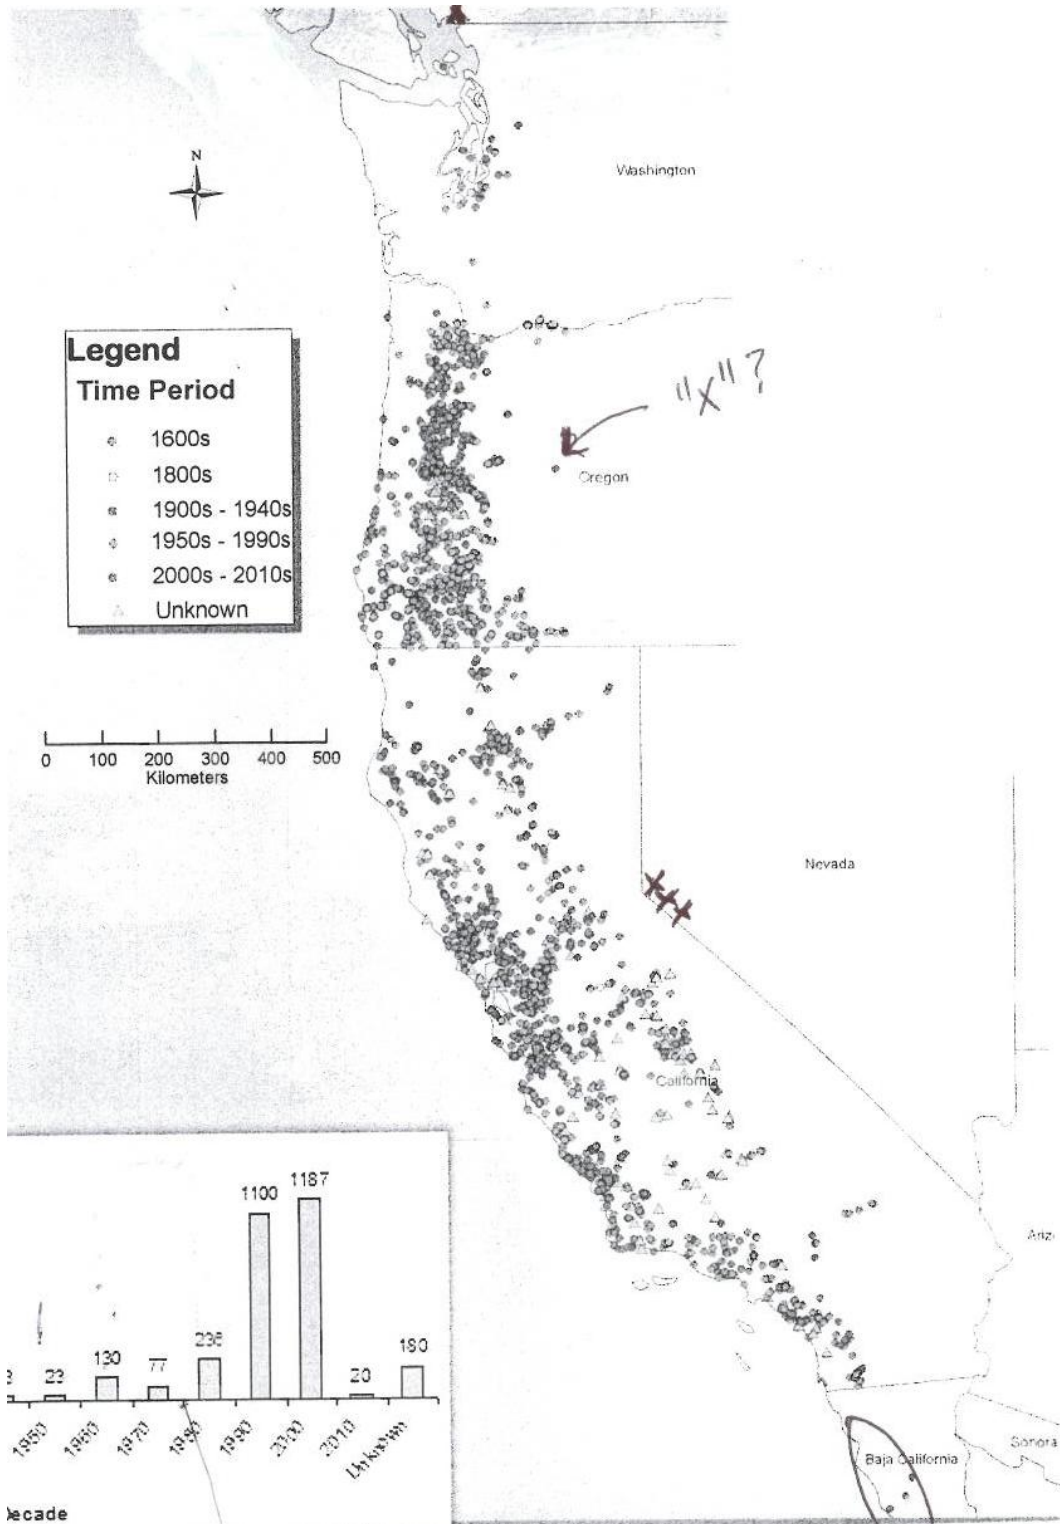 N
Washington
Legend
Time Period
1600s
1800s
1900s - 1940s
1950s - 1990s
2000s - 2010s
Unknown
"X"?
Oregon
0 100 200 300 400 500
Kilometers
Nevada
California
Ariz
1100 1187
23 130 77 236 20 180
1950 1960 1970 1980 1990 2000 2010 Unknown
Decade
Baja California
Sonora